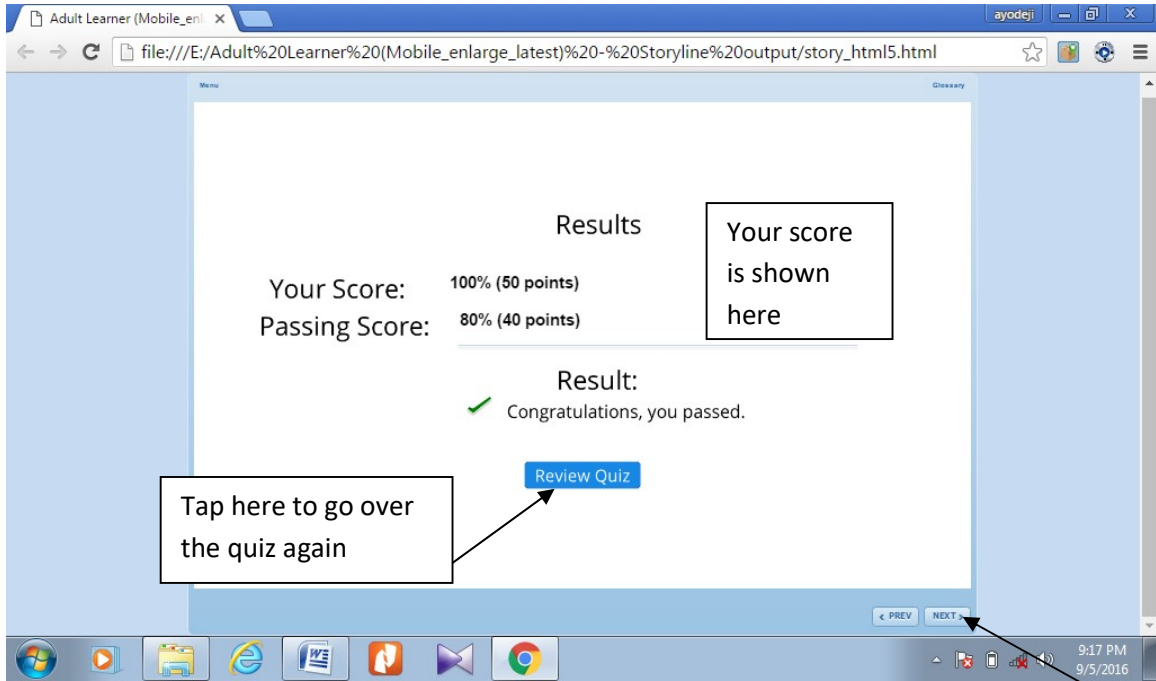 Adult Learner (Mobile_enl
ayodeji
file:///E:/Adult%20Learner%20(Mobile_enlarge_latest)%20-%20Storyline%20output/story_html5.html
Menu
Glossary
Results
Your score
is shown
here
Your Score: 100% (50 points)
Passing Score: 80% (40 points)
Result:
Congratulations, you passed.
Review Quiz
Tap here to go over
the quiz again
< PREV NEXT >
9:17 PM
9/5/2016